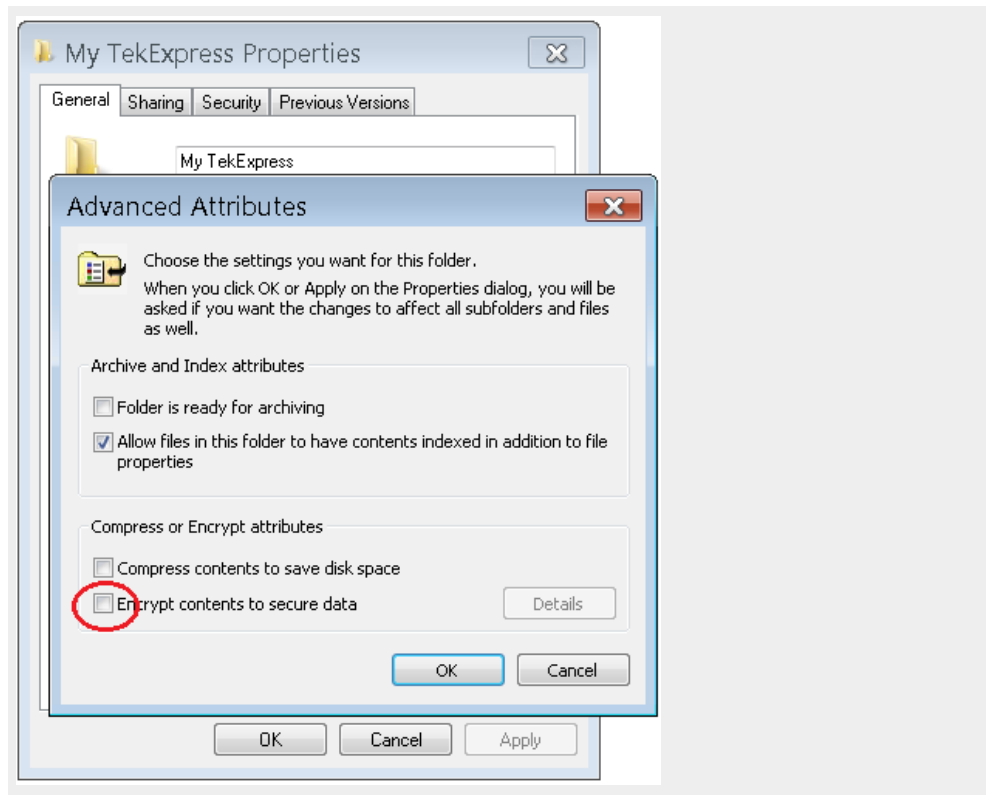 My TekExpress Properties
General Sharing Security Previous Versions
My TekExpress
Advanced Attributes
Choose the settings you want for this folder.
When you click OK or Apply on the Properties dialog, you will be
asked if you want the changes to affect all subfolders and files
as well.
Archive and Index attributes
Folder is ready for archiving
Allow files in this folder to have contents indexed in addition to file
properties
Compress or Encrypt attributes
Compress contents to save disk space
Encrypt contents to secure data Details
OK Cancel
OK Cancel Apply